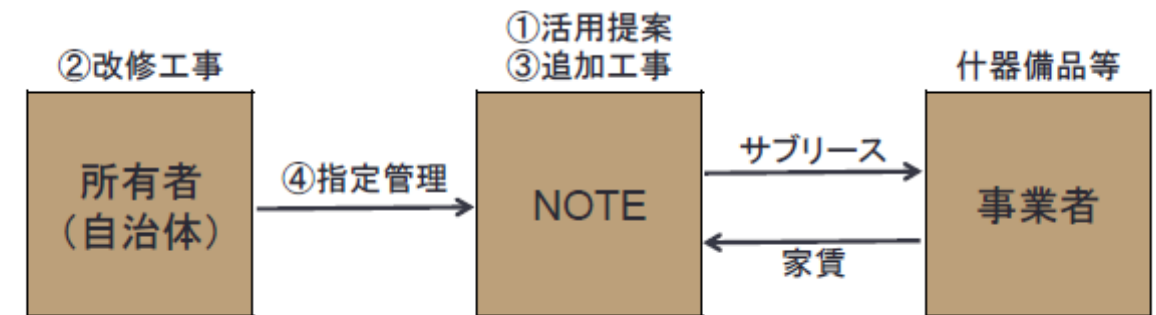 ②改修工事
①活用提案
③追加工事
什器備品等
所有者
（自治体）
④指定管理
NOTE
サブリース
家賃
事業者